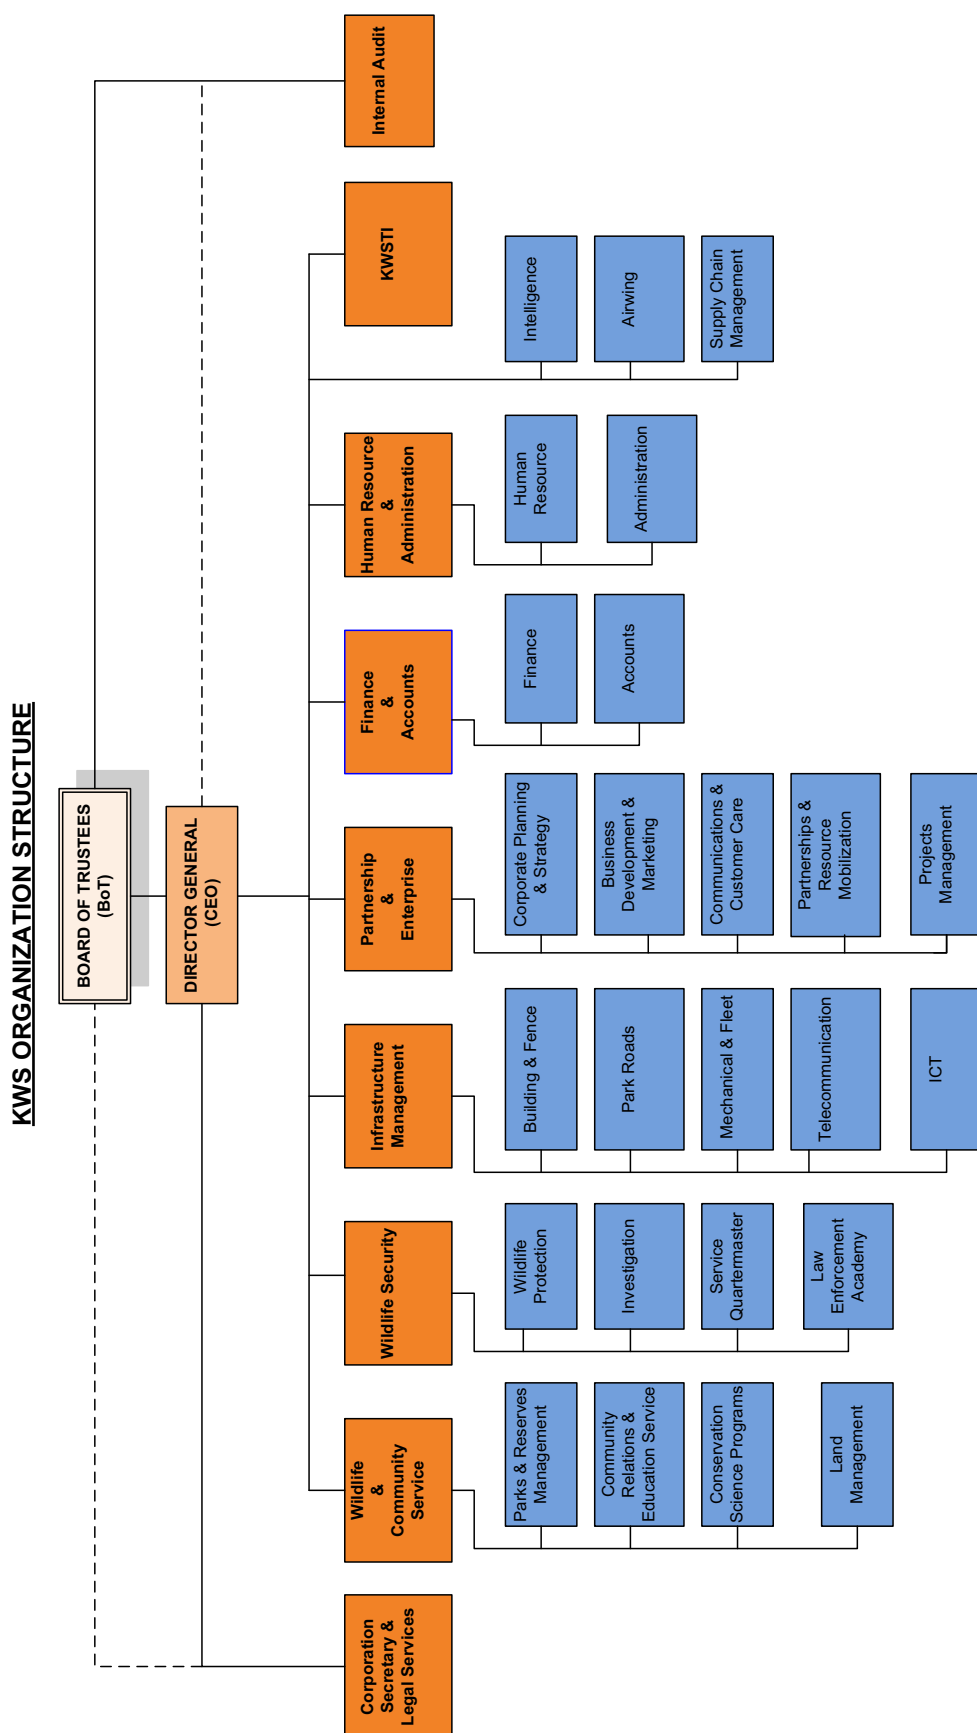 KWS ORGANIZATION STRUCTURE
BOARD OF TRUSTEES
(BoT)
DIRECTOR GENERAL
(CEO)
Corporation
Secretary &
Legal Services
Wildlife
&
Community
Service
Wildlife Security
Infrastructure
Management
Partnership
&
Enterprise
Finance
&
Accounts
Human Resource
&
Administration
KWSTI
Internal Audit
Parks & Reserves
Management
Community
Relations &
Education Service
Conservation
Science Programs
Land
Management
Wildlife
Protection
Investigation
Service
Quartermaster
Law
Enforcement
Academy
Building & Fence
Park Roads
Mechanical & Fleet
Telecommunication
ICT
Corporate Planning
& Strategy
Business
Development &
Marketing
Communications &
Customer Care
Partnerships &
Resource
Mobilization
Projects
Management
Finance
Accounts
Human
Resource
Administration
Intelligence
Airwing
Supply Chain
Management